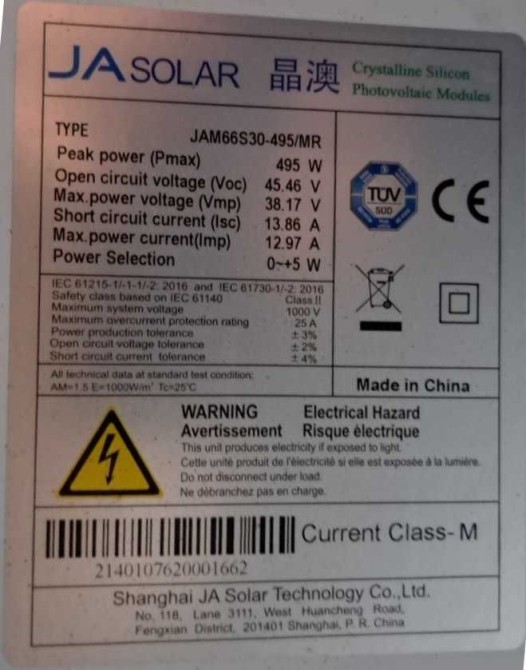 JA SOLAR 晶澳 Crystalline Silicon
Photovoltaic Modules
TYPE JAM66S30-495/MR
Peak power (Pmax) 495 W
Open circuit voltage (Voc) 45.46 V
Max.power voltage (Vmp) 38.17 V
Short circuit current (Isc) 13.86 A
Max.power current(Imp) 12.97 A
Power Selection 0~+5 W
TÜV
SÜD
CE
IEC 61215-1/-1-1/-2: 2016 and IEC 61730-1/-2: 2016
Safety class based on IEC 61140 Class II
Maximum system voltage 1000 V
Maximum overcurrent protection rating 25 A
Power production tolerance ± 3%
Open circuit voltage tolerance ± 2%
Short circuit current tolerance ± 4%
All technical data at standard test condition:
AM=1.5 E=1000W/m² Tc=25°C
Made in China
WARNING Electrical Hazard
Avertissement Risque èlectrique
This unit produces electricity if exposed to light.
Cette unité produit de l'électricité si elle est exposée à la lumière.
Do not disconnect under load.
Ne débranchez pas en charge.
Current Class- M
2140107620001662
Shanghai JA Solar Technology Co.,Ltd.
No. 118, Lane 3111, West Huancheng Road,
Fengxian District, 201401 Shanghai, P. R. China